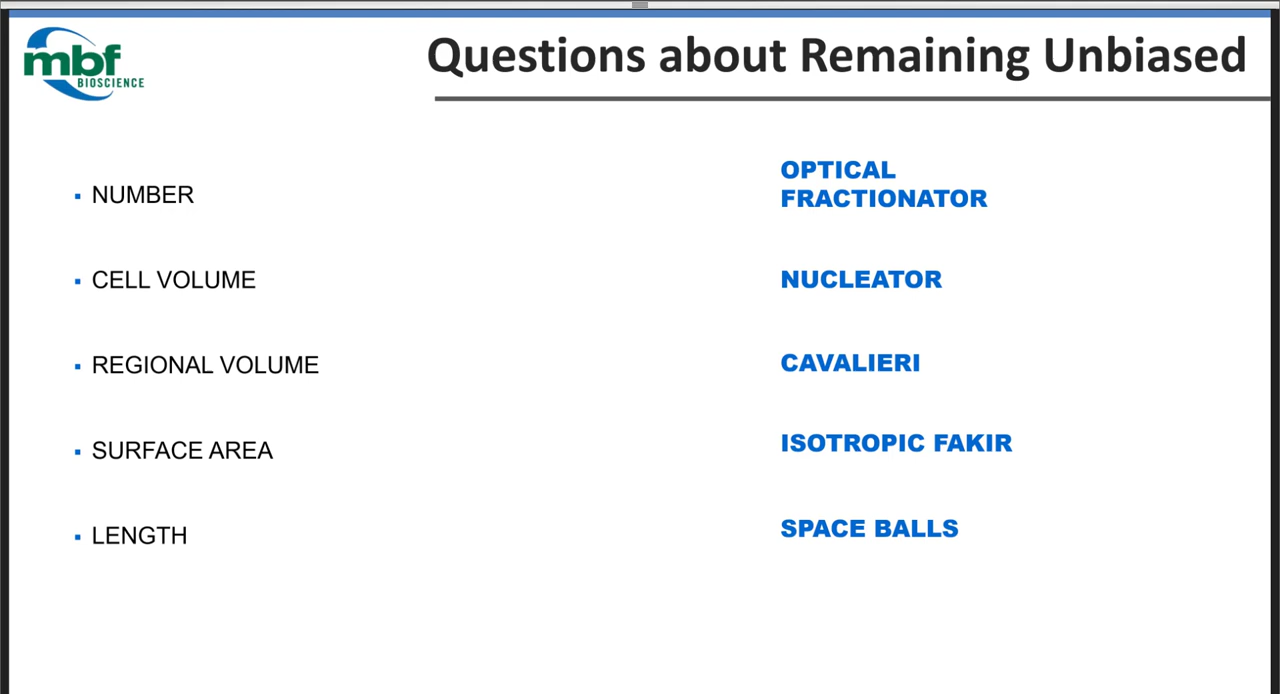 mbf
BIOSCIENCE
Questions about Remaining Unbiased
▪ NUMBER
OPTICAL
FRACTIONATOR
▪ CELL VOLUME
NUCLEATOR
▪ REGIONAL VOLUME
CAVALIERI
▪ SURFACE AREA
ISOTROPIC FAKIR
▪ LENGTH
SPACE BALLS